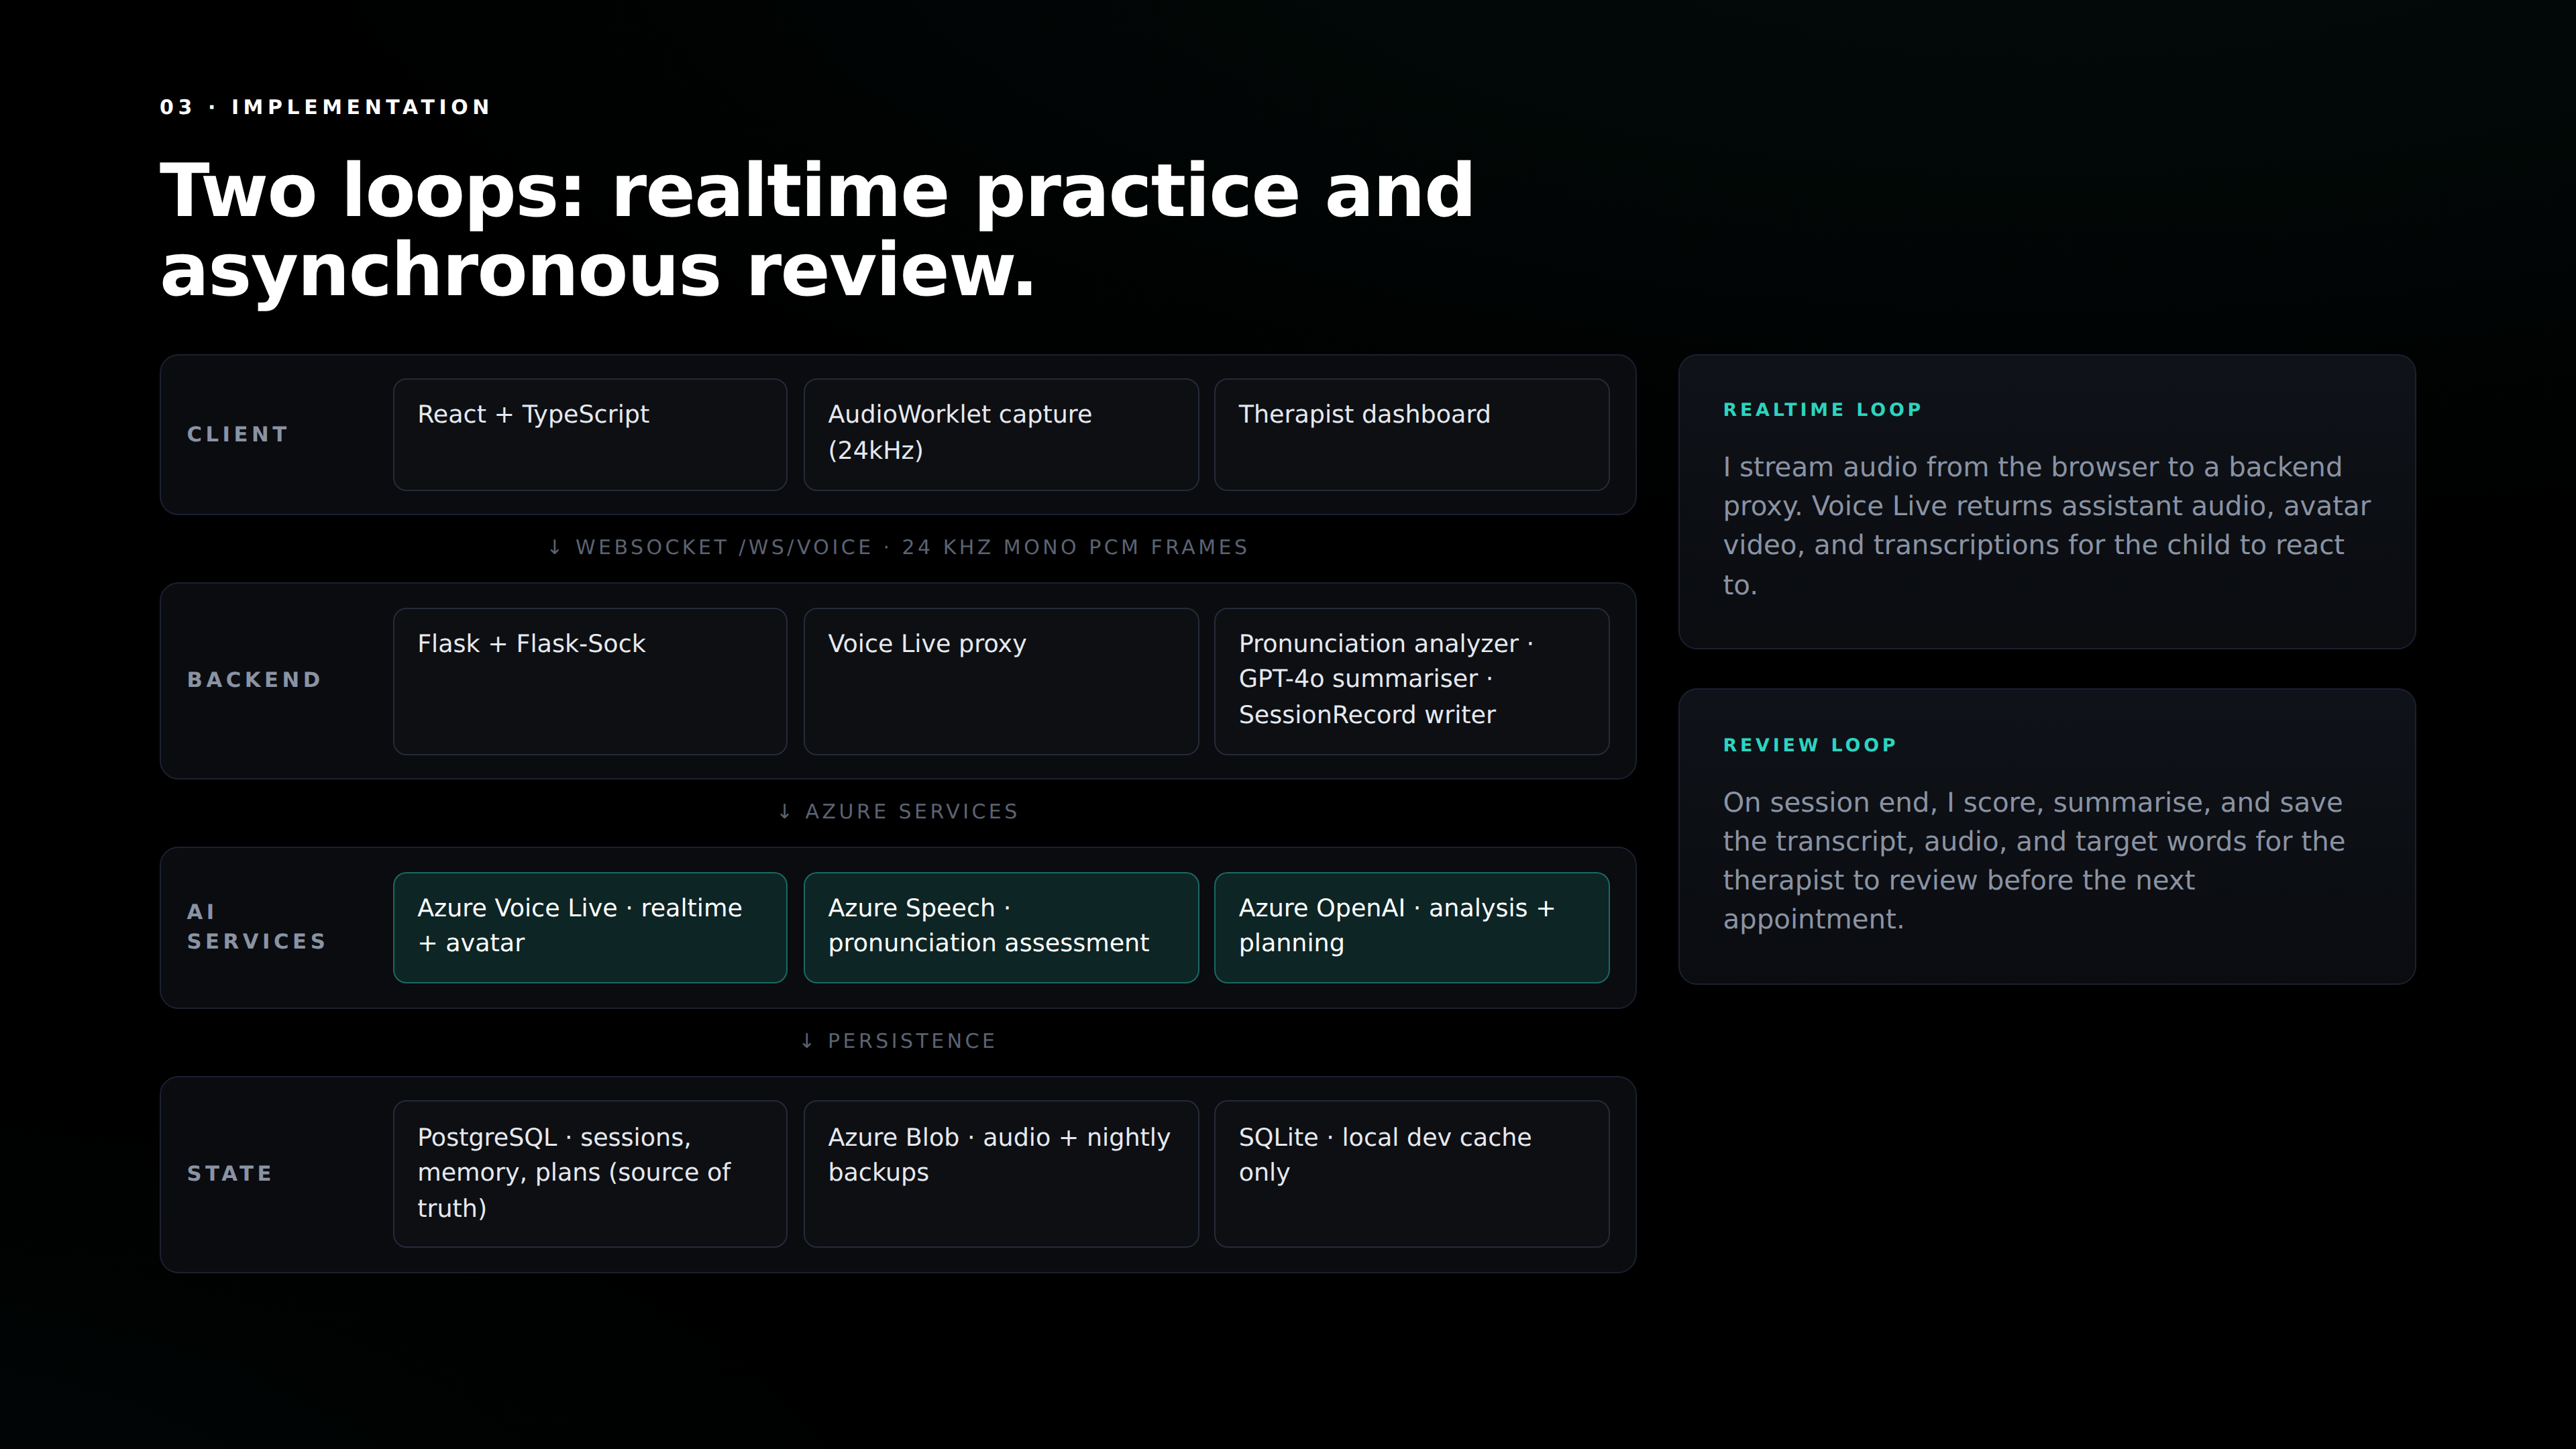 03 · IMPLEMENTATION
Two loops: realtime practice and
asynchronous review.
CLIENT
React + TypeScript
AudioWorklet capture
(24kHz)
Therapist dashboard
↓ WEBSOCKET /WS/VOICE · 24 KHZ MONO PCM FRAMES
BACKEND
Flask + Flask-Sock
Voice Live proxy
Pronunciation analyzer ·
GPT-4o summariser ·
SessionRecord writer
↓ AZURE SERVICES
AI
SERVICES
Azure Voice Live · realtime
+ avatar
Azure Speech ·
pronunciation assessment
Azure OpenAI · analysis +
planning
↓ PERSISTENCE
STATE
PostgreSQL · sessions,
memory, plans (source of
truth)
Azure Blob · audio + nightly
backups
SQLite · local dev cache
only
REALTIME LOOP
I stream audio from the browser to a backend
proxy. Voice Live returns assistant audio, avatar
video, and transcriptions for the child to react
to.
REVIEW LOOP
On session end, I score, summarise, and save
the transcript, audio, and target words for the
therapist to review before the next
appointment.